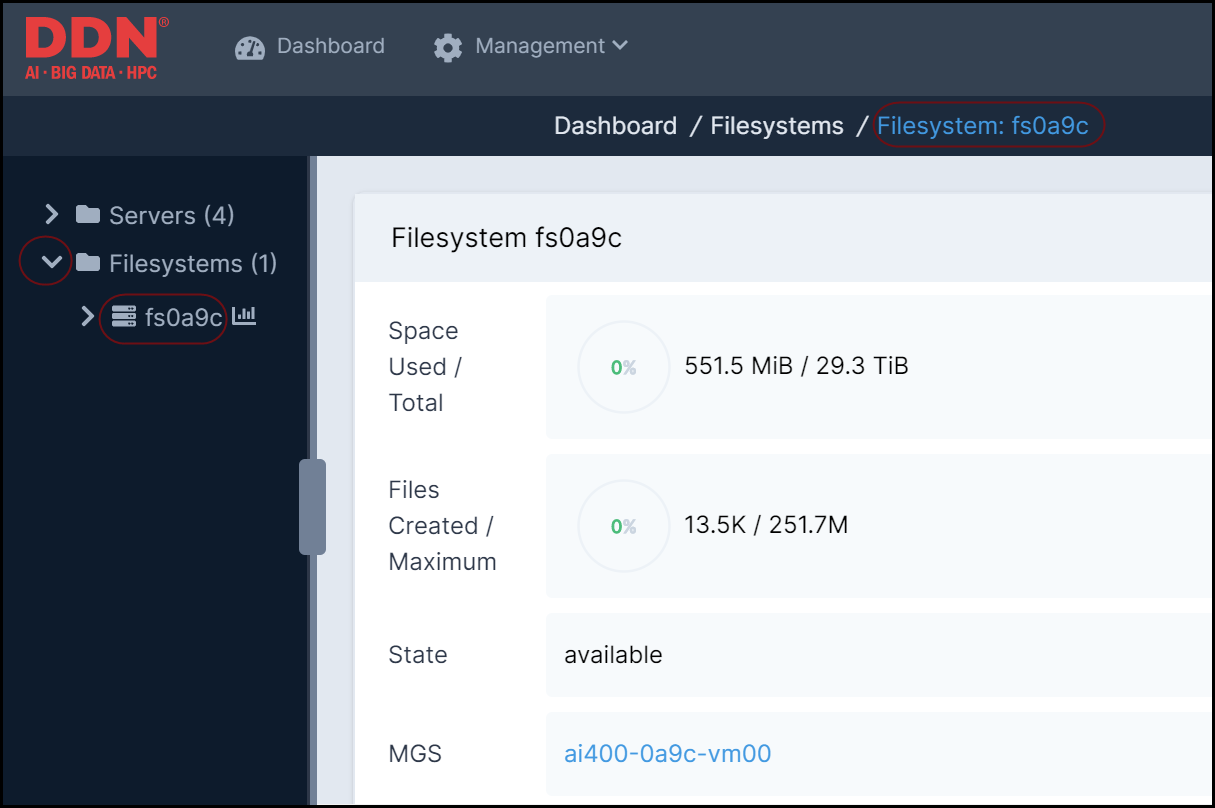 DDN®
AI · BIG DATA · HPC
Dashboard
Management
Dashboard / Filesystems / Filesystem: fs0a9c
Servers (4)
Filesystems (1)
fs0a9c
Filesystem fs0a9c
Space
Used /
Total
0%
551.5 MiB / 29.3 TiB
Files
Created /
Maximum
0%
13.5K / 251.7M
State
available
MGS
ai400-0a9c-vm00